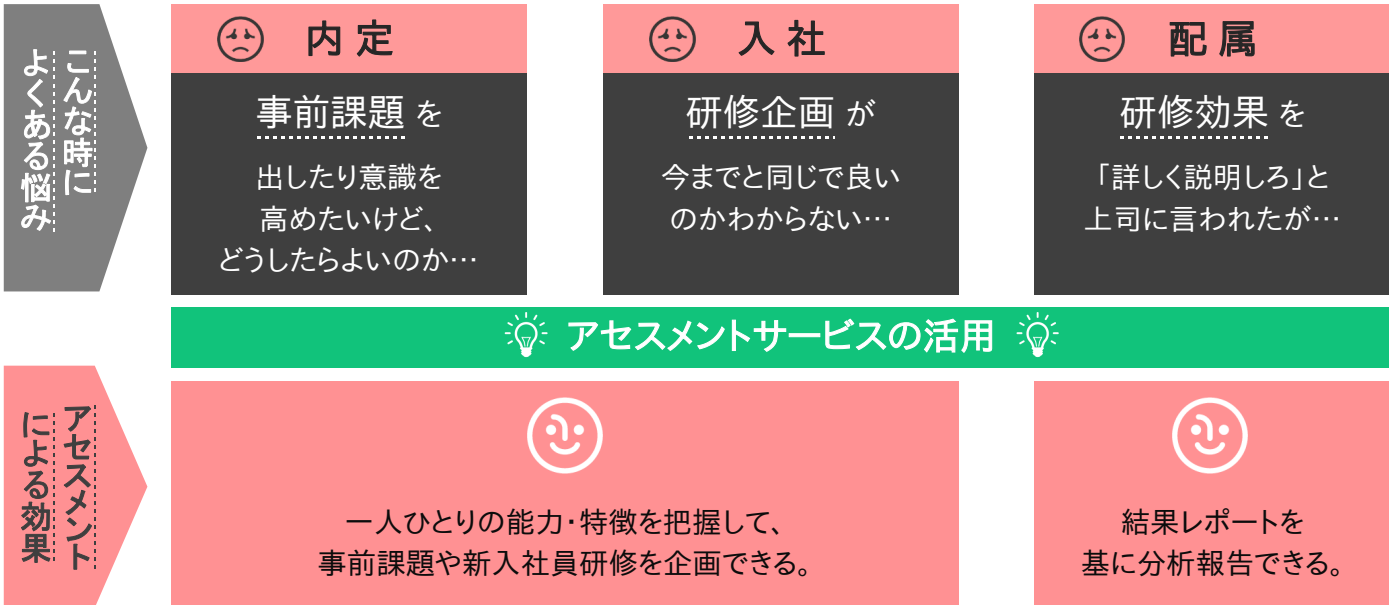 こんな時に
よくある悩み
内定
事前課題 を
出したり意識を
高めたいけど、
どうしたらよいのか…
入社
研修企画 が
今までと同じで良い
のかわからない…
配属
研修効果 を
「詳しく説明しろ」と
上司に言われたが…
アセスメントサービスの活用
アセスメント
による効果
一人ひとりの能力・特徴を把握して、
事前課題や新入社員研修を企画できる。
結果レポートを
基に分析報告できる。